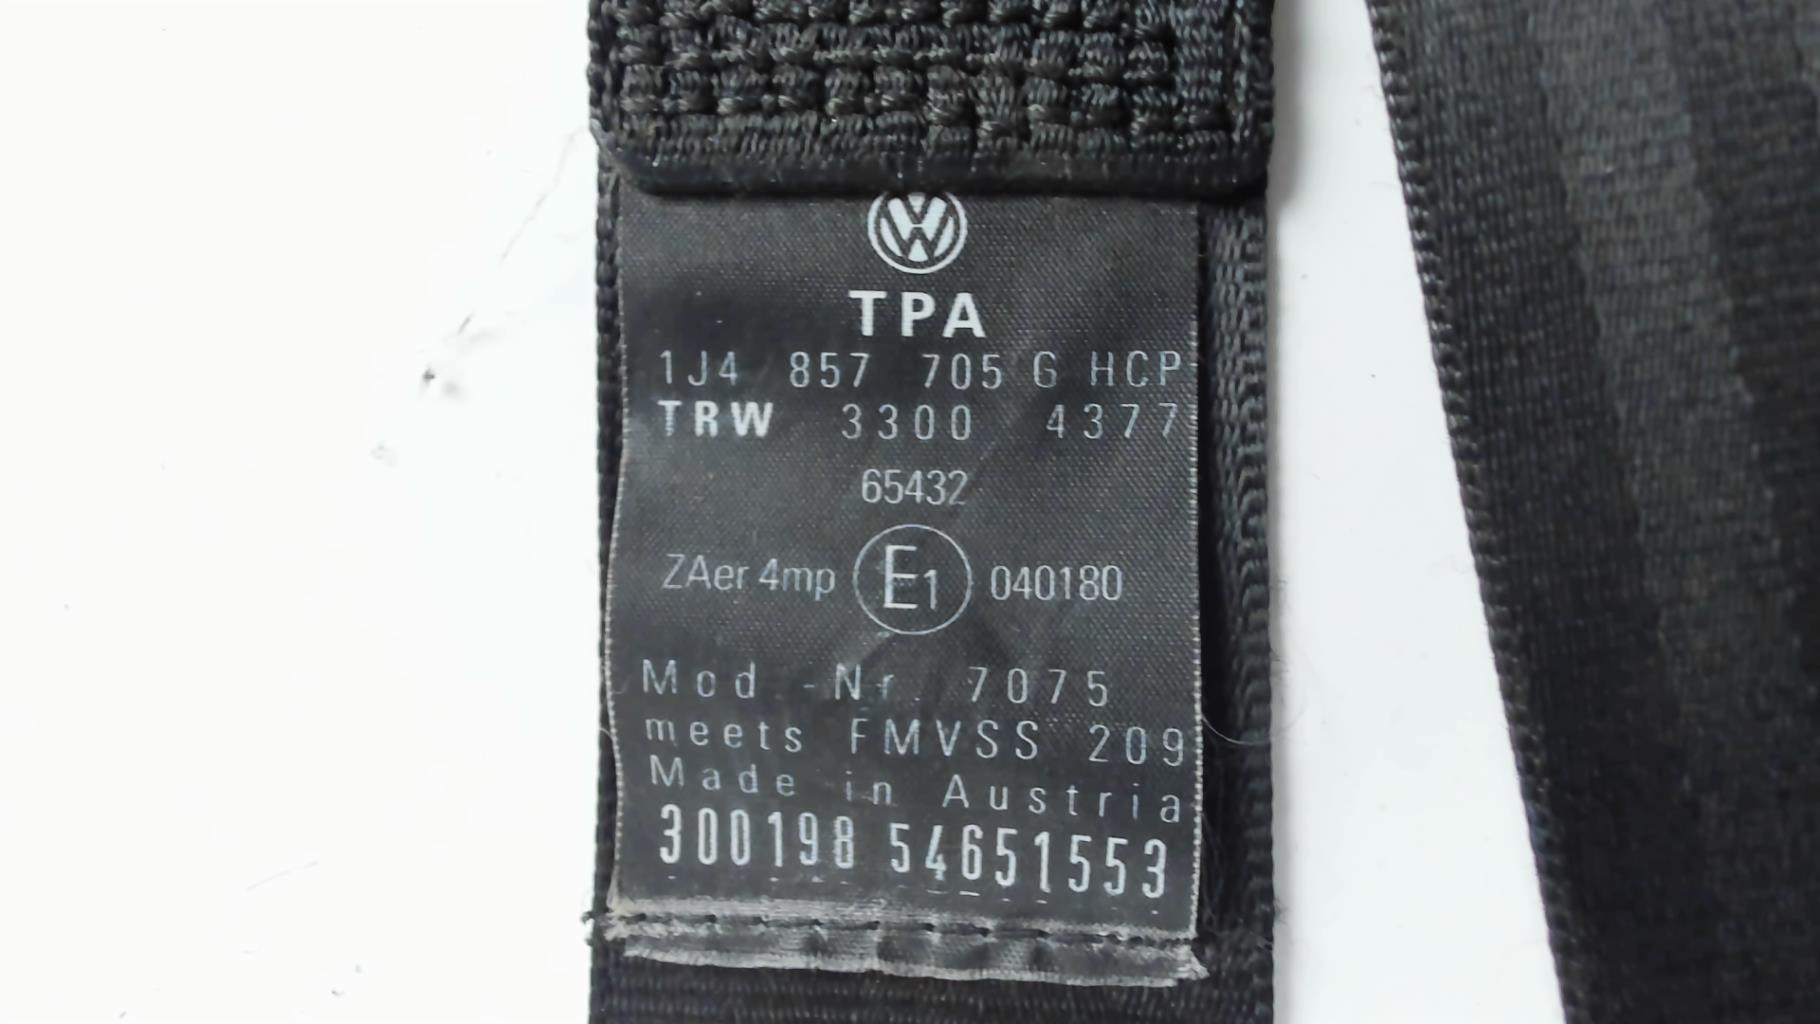 TPA
1J4 857 705 G HCP
TRW 3300 4377
65432
ZAer 4mp E1 040180
Mod.-Nr. 7075
meets FMVSS 209
Made in Austria
300198 54651553